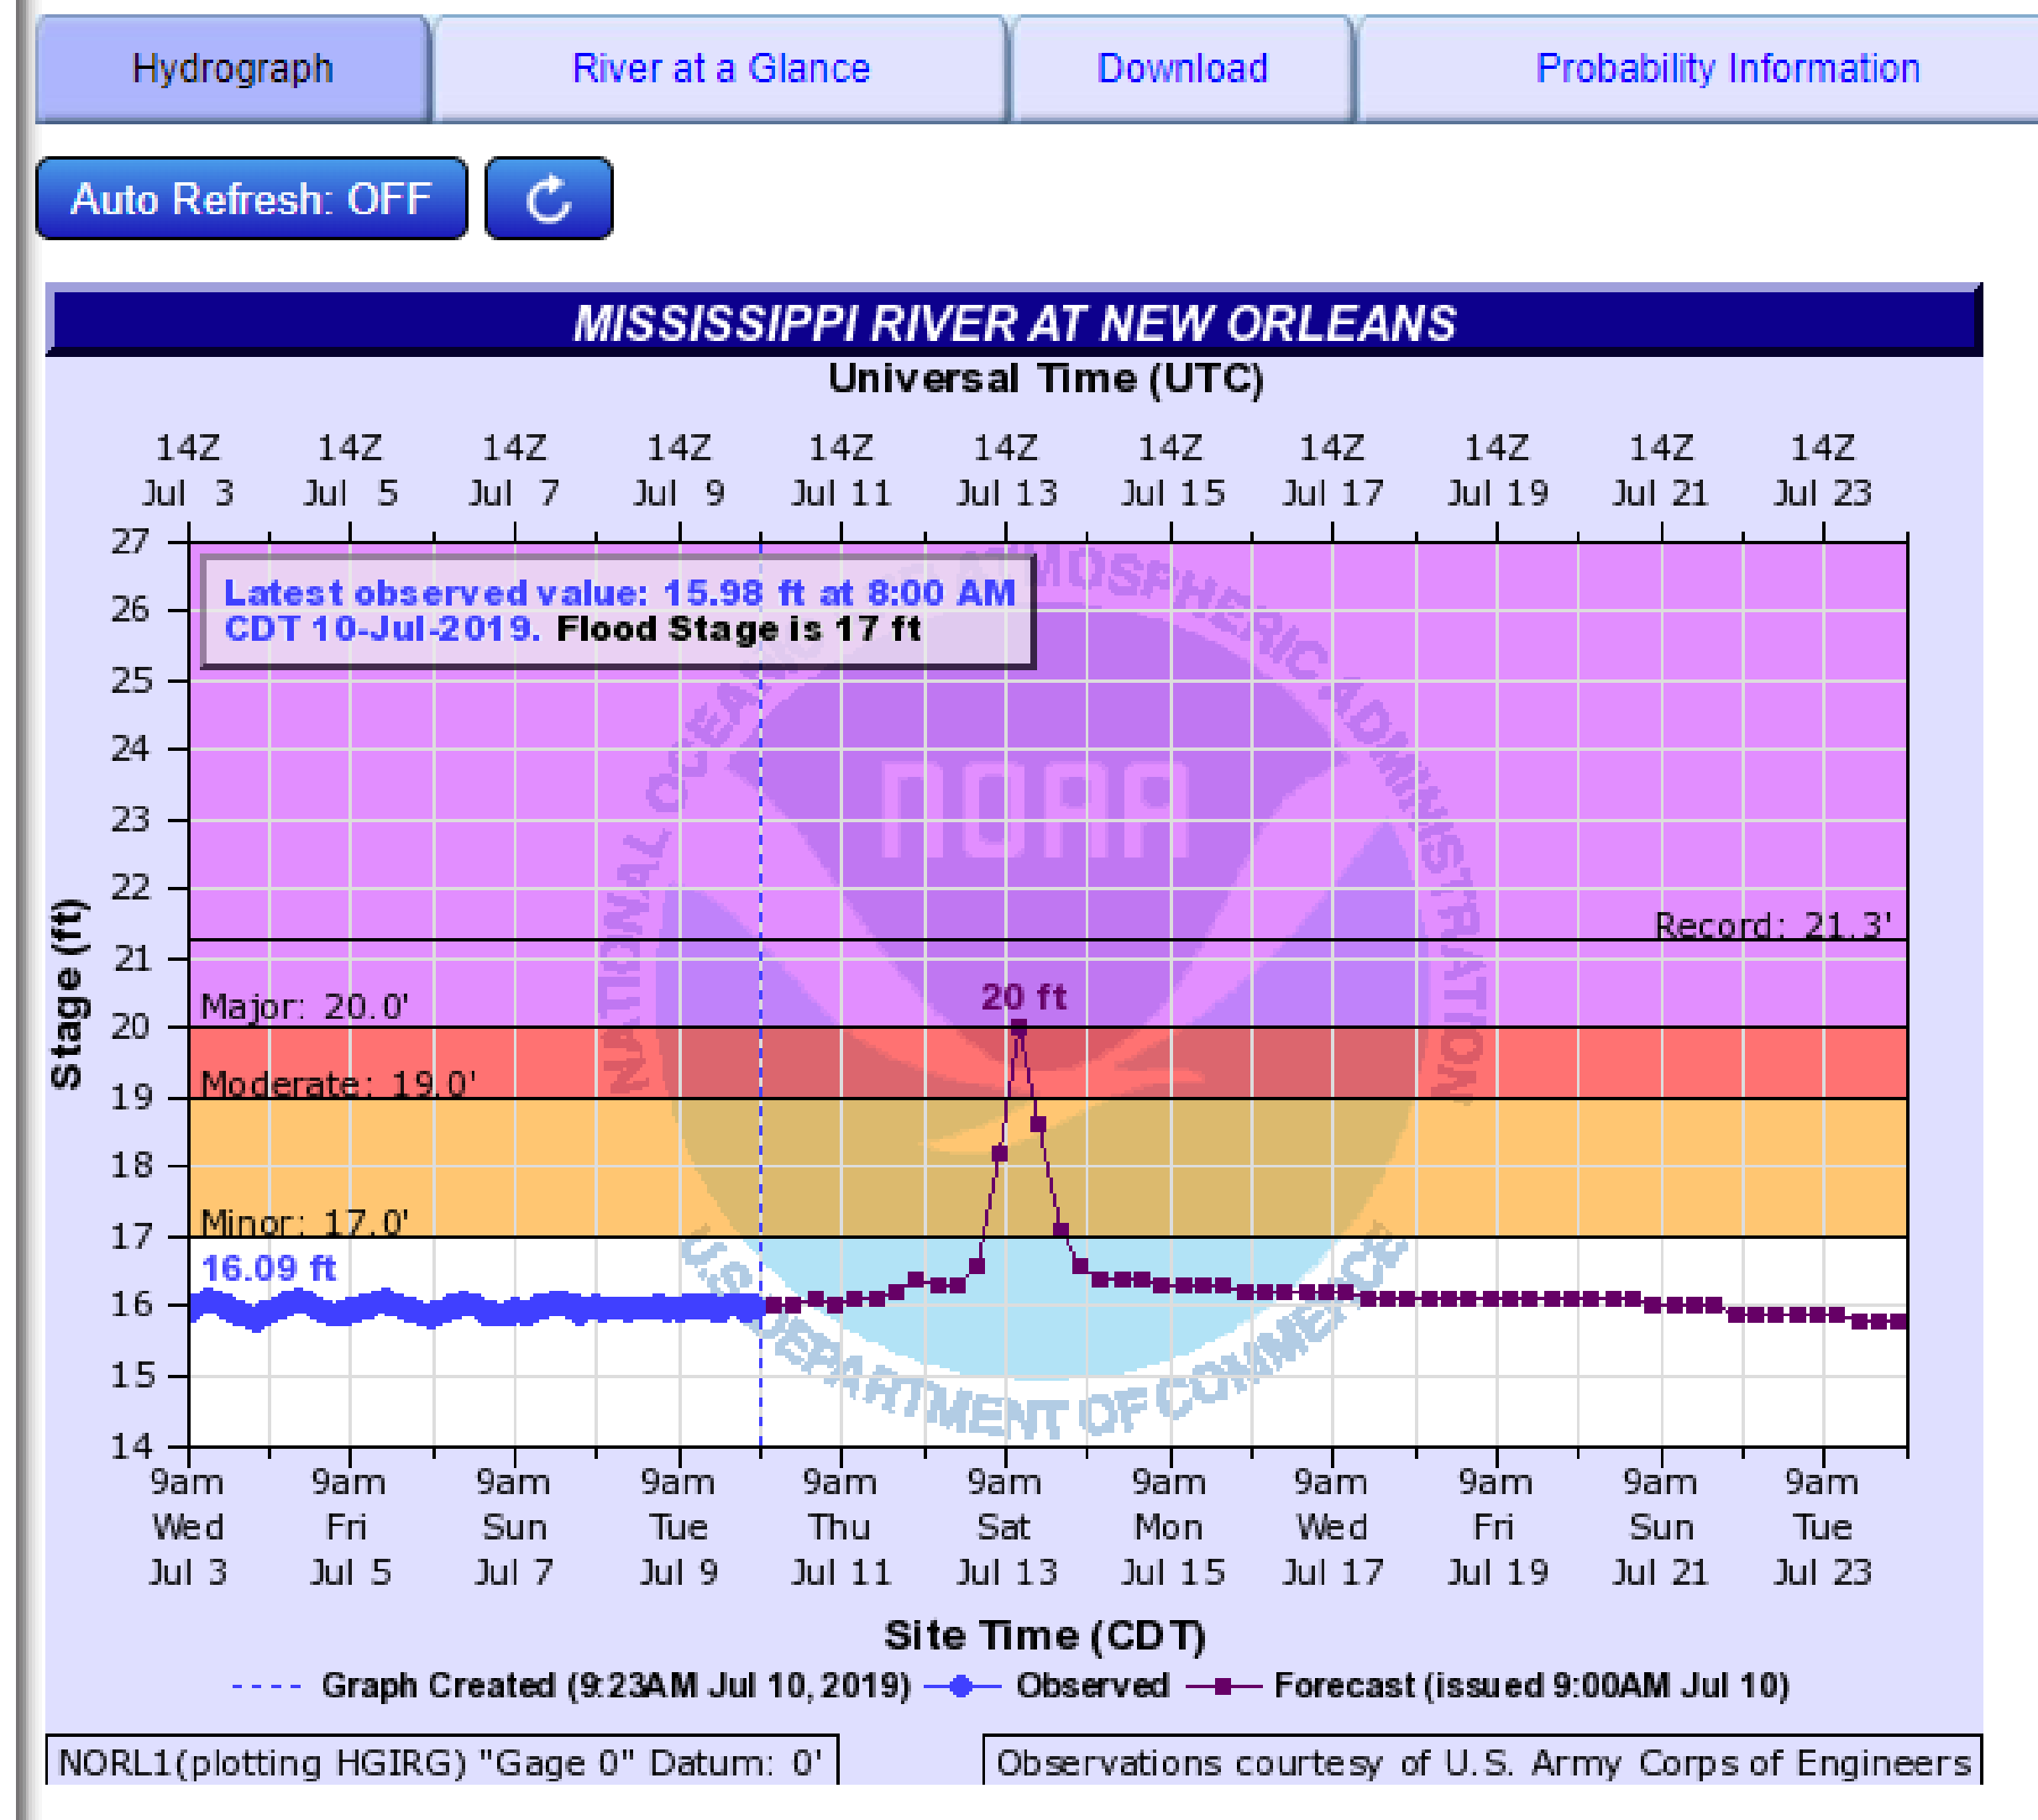 Hydrograph River at a Glance Download Probability Information
Auto Refresh: OFF
MISSISSIPPI RIVER AT NEW ORLEANS
Universal Time (UTC)
14Z 14Z 14Z 14Z 14Z 14Z 14Z 14Z 14Z 14Z 14Z
Jul 3 Jul 5 Jul 7 Jul 9 Jul 11 Jul 13 Jul 15 Jul 17 Jul 19 Jul 21 Jul 23
27
Latest observed value: 15.98 ft at 8:00 AM
CDT 10-Jul-2019. Flood Stage is 17 ft
26
25
24
23
22
Record: 21.3'
21
20 ft
Major: 20.0'
20
Moderate: 19.0'
19
18
Minor: 17.0'
17
16.09 ft
16
15
14
Stage (ft)
NATIONAL OCEANIC AND ATMOSPHERIC ADMINISTRATION
NOAA
U.S. DEPARTMENT OF COMMERCE
9am 9am 9am 9am 9am 9am 9am 9am 9am 9am 9am
Wed Fri Sun Tue Thu Sat Mon Wed Fri Sun Tue
Jul 3 Jul 5 Jul 7 Jul 9 Jul 11 Jul 13 Jul 15 Jul 17 Jul 19 Jul 21 Jul 23
Site Time (CDT)
Graph Created (9:23AM Jul 10, 2019) Observed Forecast (issued 9:00AM Jul 10)
NORL1(plotting HGIRG) "Gage 0" Datum: 0' Observations courtesy of U.S. Army Corps of Engineers